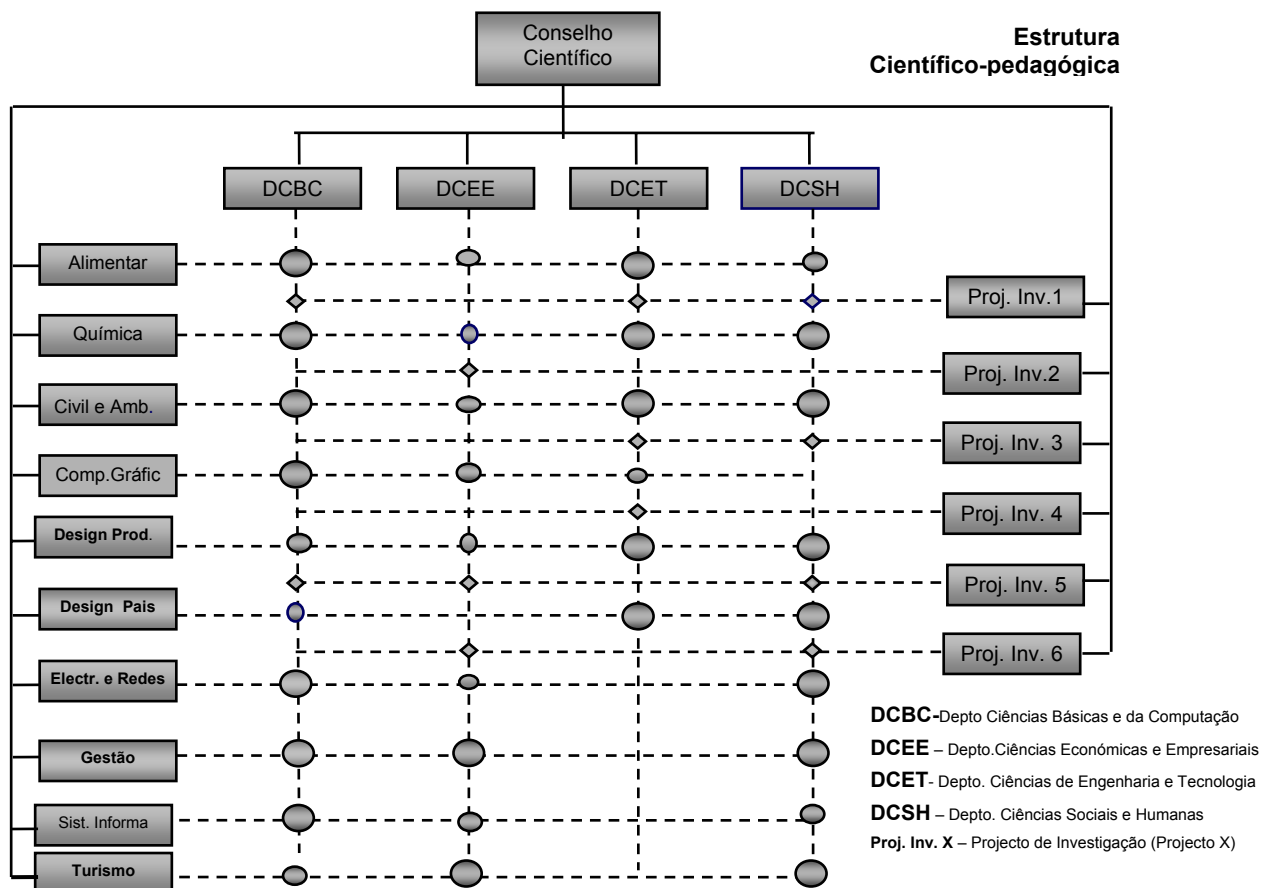 Conselho
Científico
Estrutura
Científico-pedagógica
DCBC
DCEE
DCET
DCSH
Alimentar
Proj. Inv.1
Química
Proj. Inv.2
Civil e Amb.
Proj. Inv. 3
Comp.Gráfic
Proj. Inv. 4
Design Prod.
Proj. Inv. 5
Design Pais
Proj. Inv. 6
Electr. e Redes
Gestão
Sist. Informa
Turismo
DCBC-Depto Ciências Básicas e da Computação
DCEE – Depto.Ciências Económicas e Empresariais
DCET- Depto. Ciências de Engenharia e Tecnologia
DCSH – Depto. Ciências Sociais e Humanas
Proj. Inv. X – Projecto de Investigação (Projecto X)